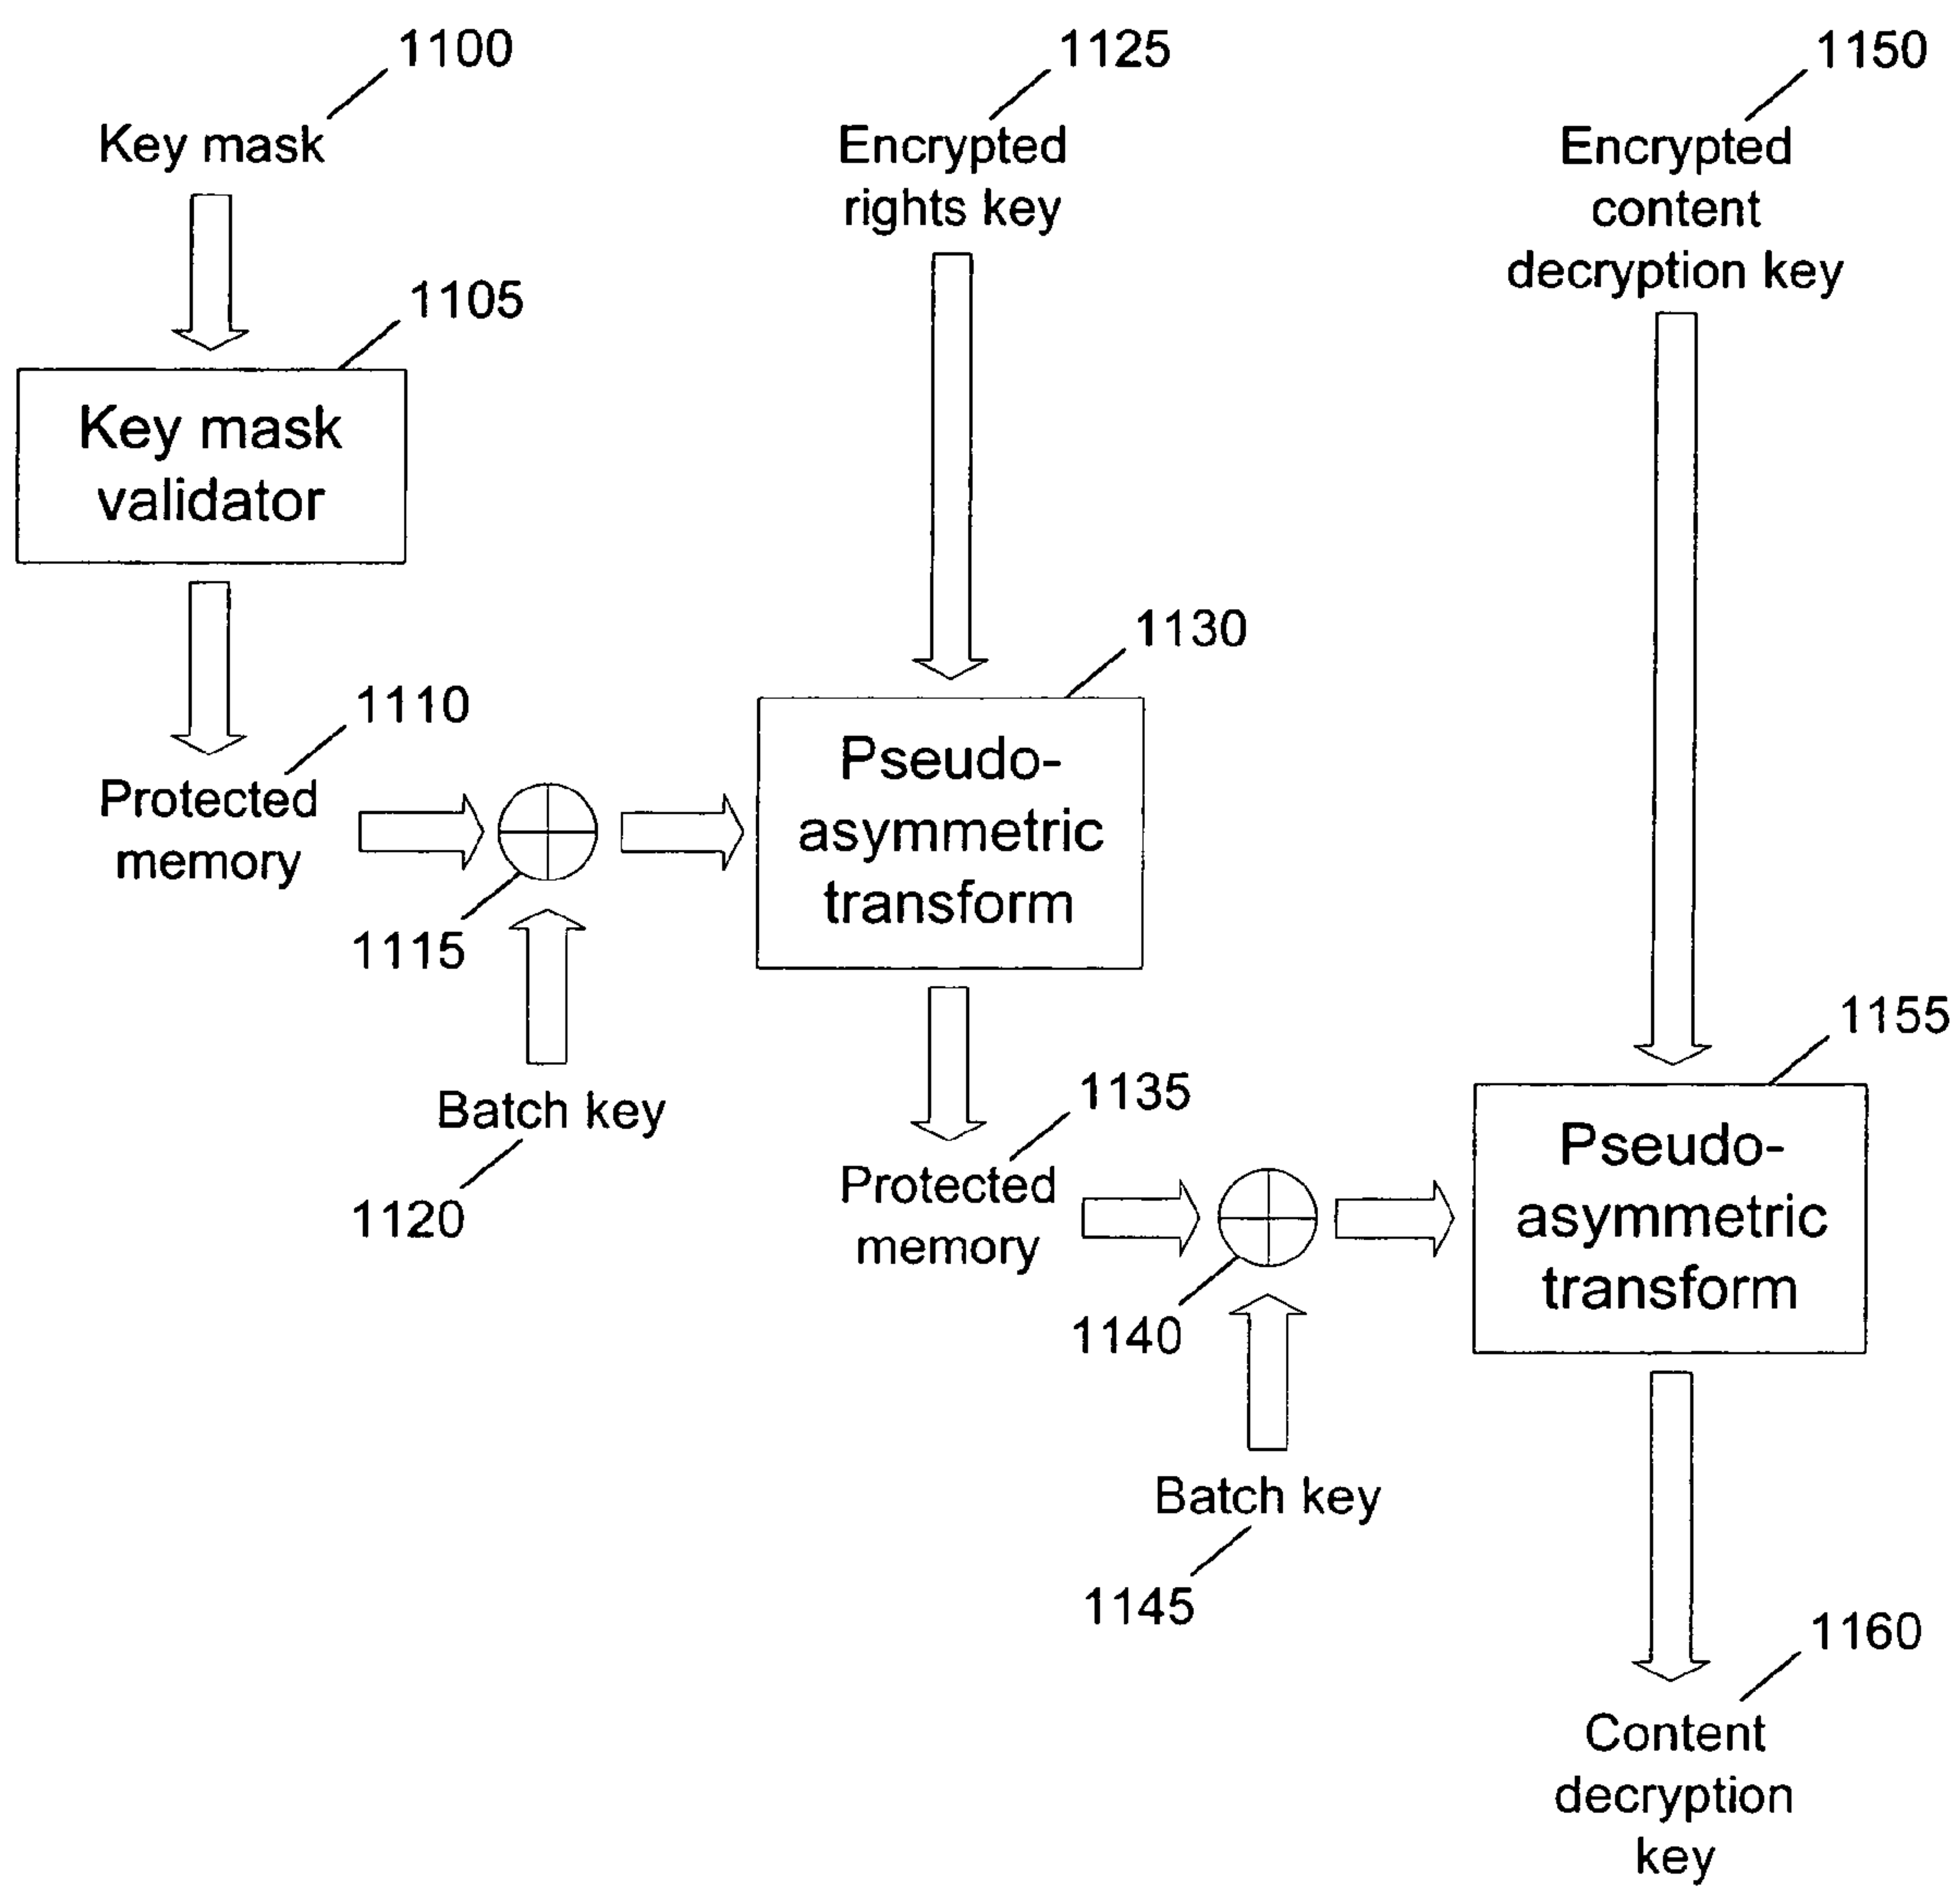 1100
Key mask
1105
Key mask
validator
1110
Protected
memory
1115
Batch key
1120
1125
Encrypted
rights key
1130
Pseudo-
asymmetric
transform
1135
Protected
memory
1140
Batch key
1145
1150
Encrypted
content
decryption key
1155
Pseudo-
asymmetric
transform
1160
Content
decryption
key